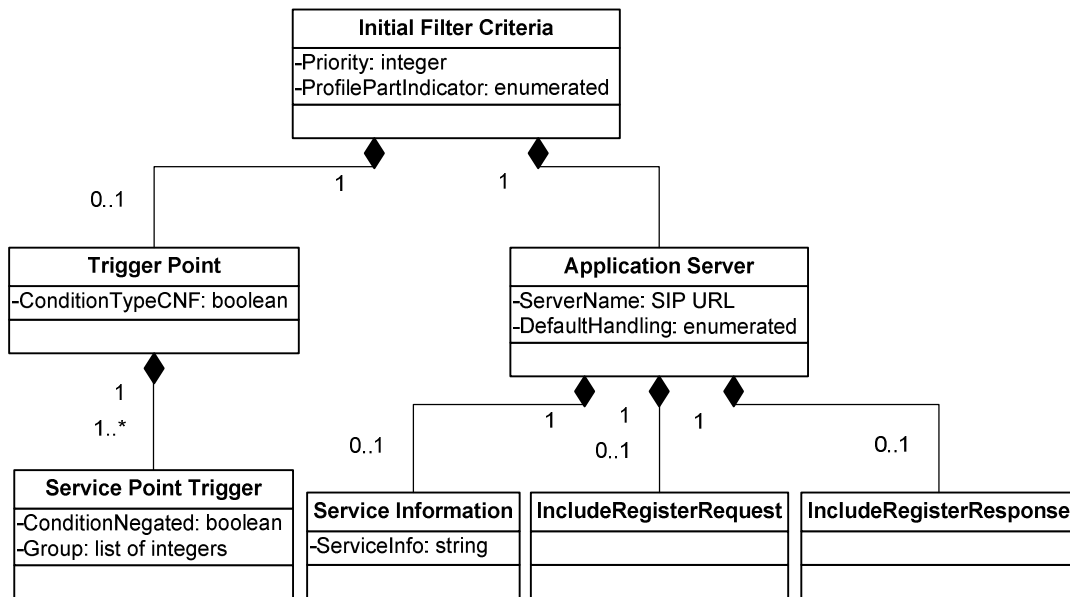 Initial Filter Criteria
-Priority: integer
-ProfilePartIndicator: enumerated
1
1
0..1
Trigger Point
-ConditionTypeCNF: boolean
Application Server
-ServerName: SIP URL
-DefaultHandling: enumerated
1
1..*
1
1
1
0..1
0..1
0..1
Service Point Trigger
-ConditionNegated: boolean
-Group: list of integers
Service Information
-ServiceInfo: string
IncludeRegisterRequest
IncludeRegisterResponse